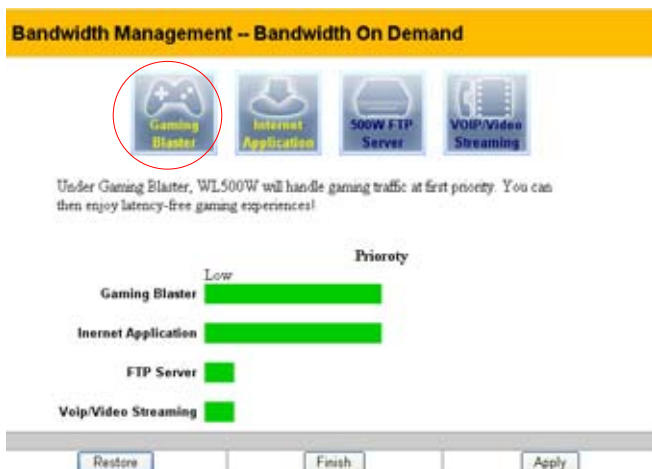 Bandwidth Management -- Bandwidth On Demand
Gaming Blaster
Internet Application
500W FTP Server
VOIP/Video Streaming
Under Gaming Blaster, WL500W will handle gaming traffic at first priority. You can
then enjoy latency-free gaming experiences!
Prioroty
Low
Gaming Blaster
Inernet Application
FTP Server
Voip/Video Streaming
Restore
Finish
Apply